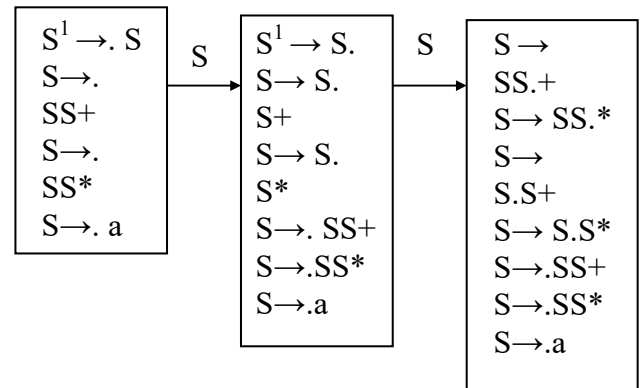 S¹ →. S
S→.
SS+
S→.
SS*
S→. a
S
S¹ → S.
S→ S.
S+
S→ S.
S*
S→. SS+
S→.SS*
S→.a
S
S →
SS.+
S→ SS.*
S→
S.S+
S→ S.S*
S→.SS+
S→.SS*
S→.a